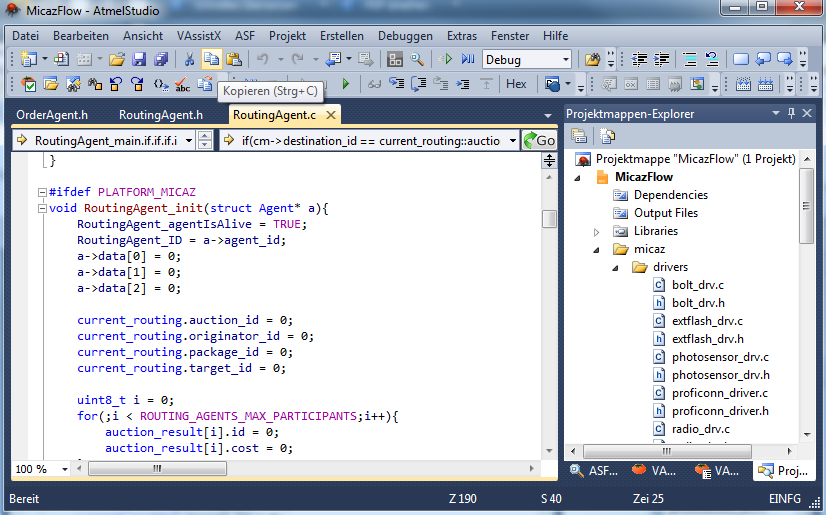 MicazFlow - AtmelStudio
Datei Bearbeiten Ansicht VAssistX ASF Projekt Erstellen Debuggen Extras Fenster Hilfe
Debug
Hex
Kopieren (Strg+C)
OrderAgent.h RoutingAgent.h RoutingAgent.c
RoutingAgent_main.if.if.if.i
if(cm->destination_id == current_routing::auction
Go
}
#ifdef PLATFORM_MICAZ
void RoutingAgent_init(struct Agent* a){
RoutingAgent_agentIsAlive = TRUE;
RoutingAgent_ID = a->agent_id;
a->data[0] = 0;
a->data[1] = 0;
a->data[2] = 0;
current_routing.auction_id = 0;
current_routing.originator_id = 0;
current_routing.package_id = 0;
current_routing.target_id = 0;
uint8_t i = 0;
for(;i < ROUTING_AGENTS_MAX_PARTICIPANTS;i++){
auction_result[i].id = 0;
auction_result[i].cost = 0;
100 %
Projektmappen-Explorer
Projektmappe "MicazFlow" (1 Projekt)
MicazFlow
Dependencies
Output Files
Libraries
micaz
drivers
bolt_drv.c
bolt_drv.h
extflash_drv.c
extflash_drv.h
photosensor_drv.c
photosensor_drv.h
proficonn_driver.c
proficonn_driver.h
radio_drv.c
ASF... VA... VA... Proj...
Bereit Z 190 S 40 Zei 25 EINFG